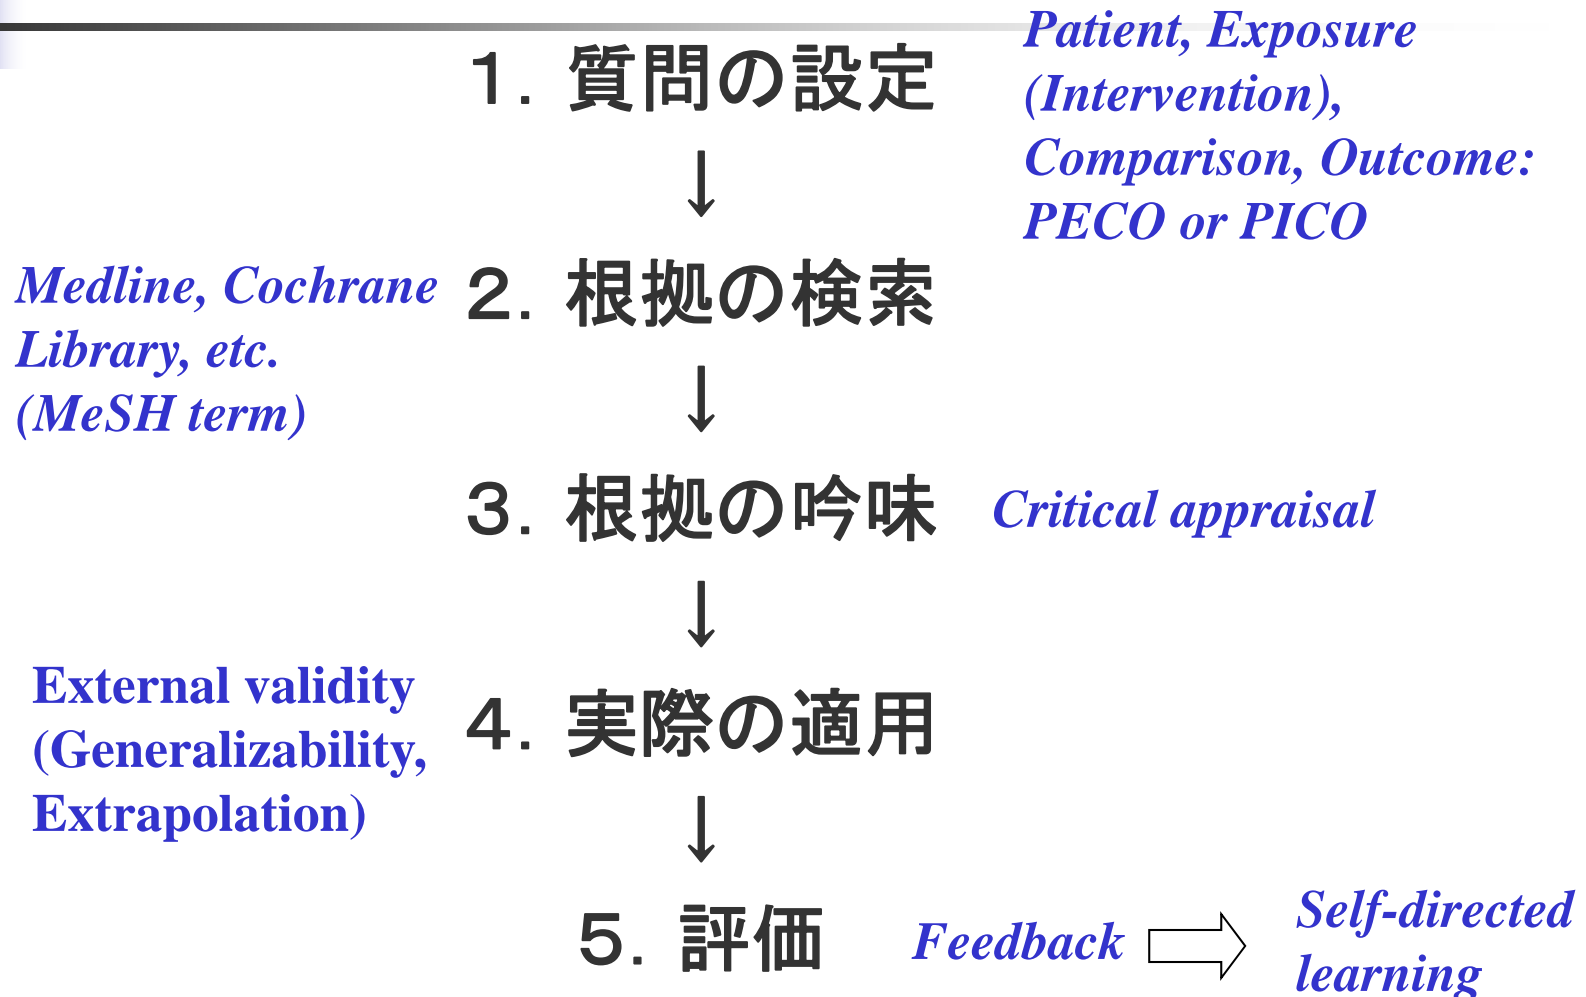 1. 質問の設定
Patient, Exposure
(Intervention),
Comparison, Outcome:
PECO or PICO
↓
Medline, Cochrane
Library, etc.
(MeSH term)
2. 根拠の検索
↓
3. 根拠の吟味
Critical appraisal
↓
External validity
(Generalizability,
Extrapolation)
4. 実際の適用
↓
5. 評価
Feedback
Self-directed
learning